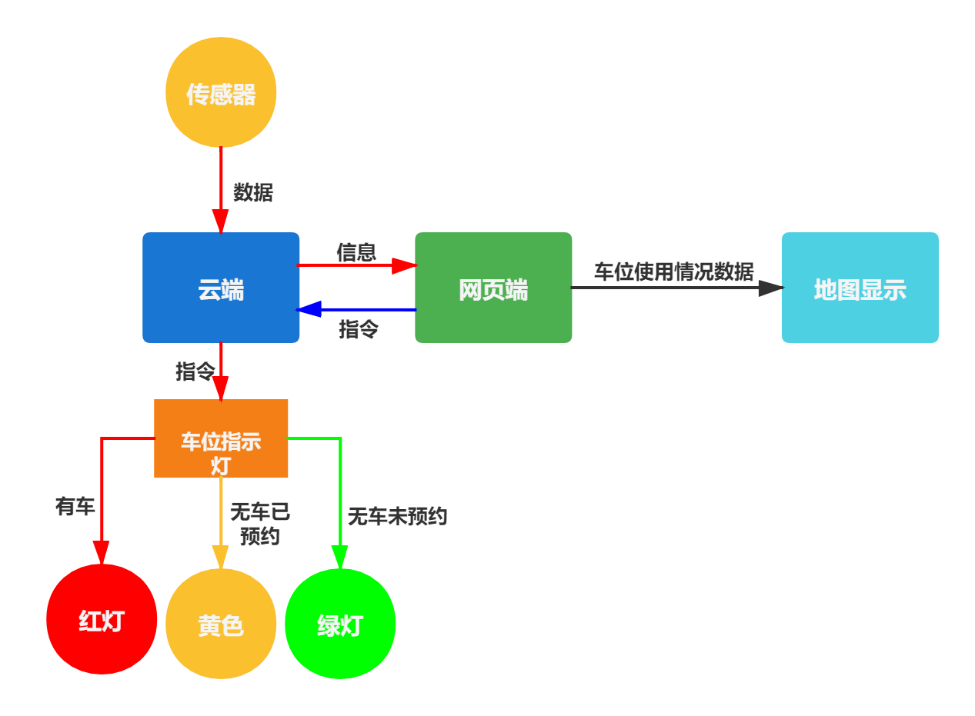 传感器
数据
信息
云端
网页端
车位使用情况数据
地图显示
指令
指令
车位指示
灯
有车
无车已
预约
无车未预约
红灯
黄色
绿灯